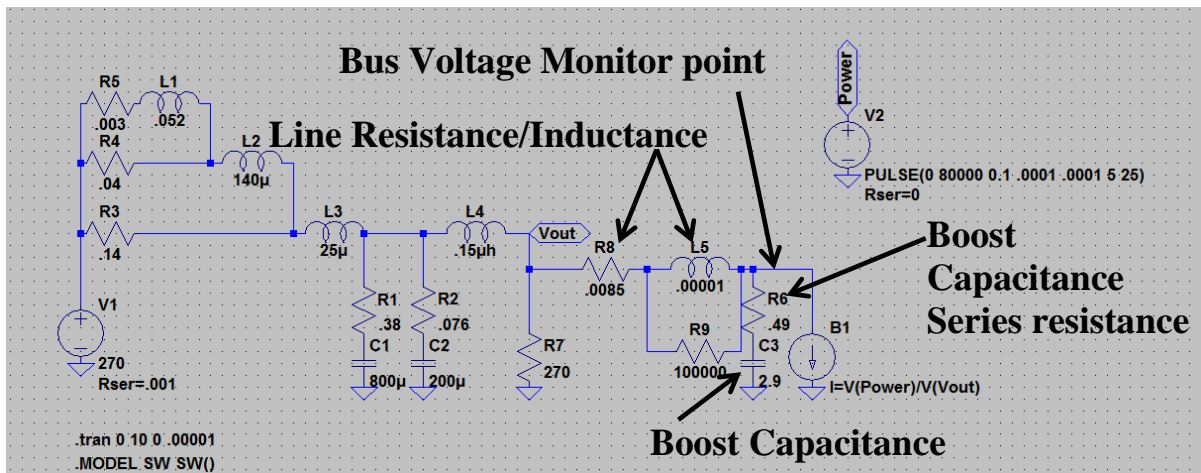 Bus Voltage Monitor point
Power
R5
L1
.003
.052
Line Resistance/Inductance
V2
R4
L2
.04
140µ
PULSE(0 80000 0.1 .0001 .0001 5 25)
Rser=0
R3
.14
L3
25µ
L4
.15µh
Vout
R8
.0085
L5
.00001
Boost
Capacitance
Series resistance
V1
270
Rser=.001
R1
.38
R2
.076
R6
.49
B1
C1
800µ
C2
200µ
R7
270
R9
100000
C3
2.9
I=V(Power)/V(Vout)
.tran 0 10 0 .00001
.MODEL SW SW()
Boost Capacitance